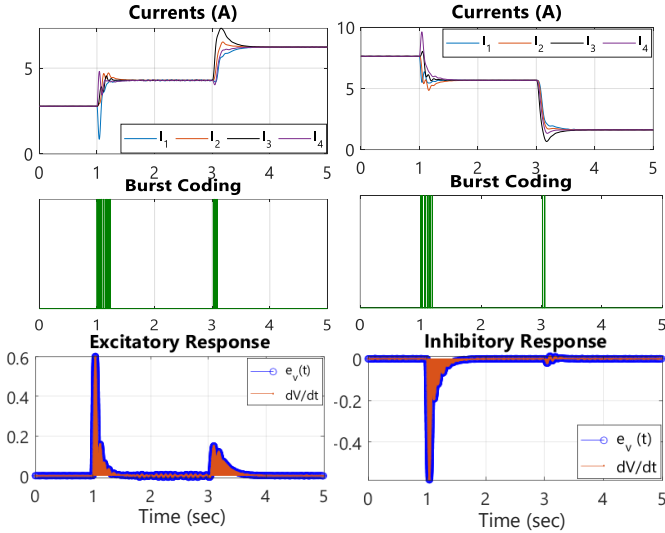 Currents (A)
5
0
I1 I2 I3 I4
0 1 2 3 4 5
Burst Coding
0 1 2 3 4 5
Excitatory Response
0.6
0.4
0.2
0
ev(t)
dV/dt
0 1 2 3 4 5
Time (sec)
Currents (A)
10
5
0
I1 I2 I3 I4
0 1 2 3 4 5
Burst Coding
0 1 2 3 4 5
Inhibitory Response
0
-0.2
-0.4
ev (t)
dV/dt
0 1 2 3 4 5
Time (sec)